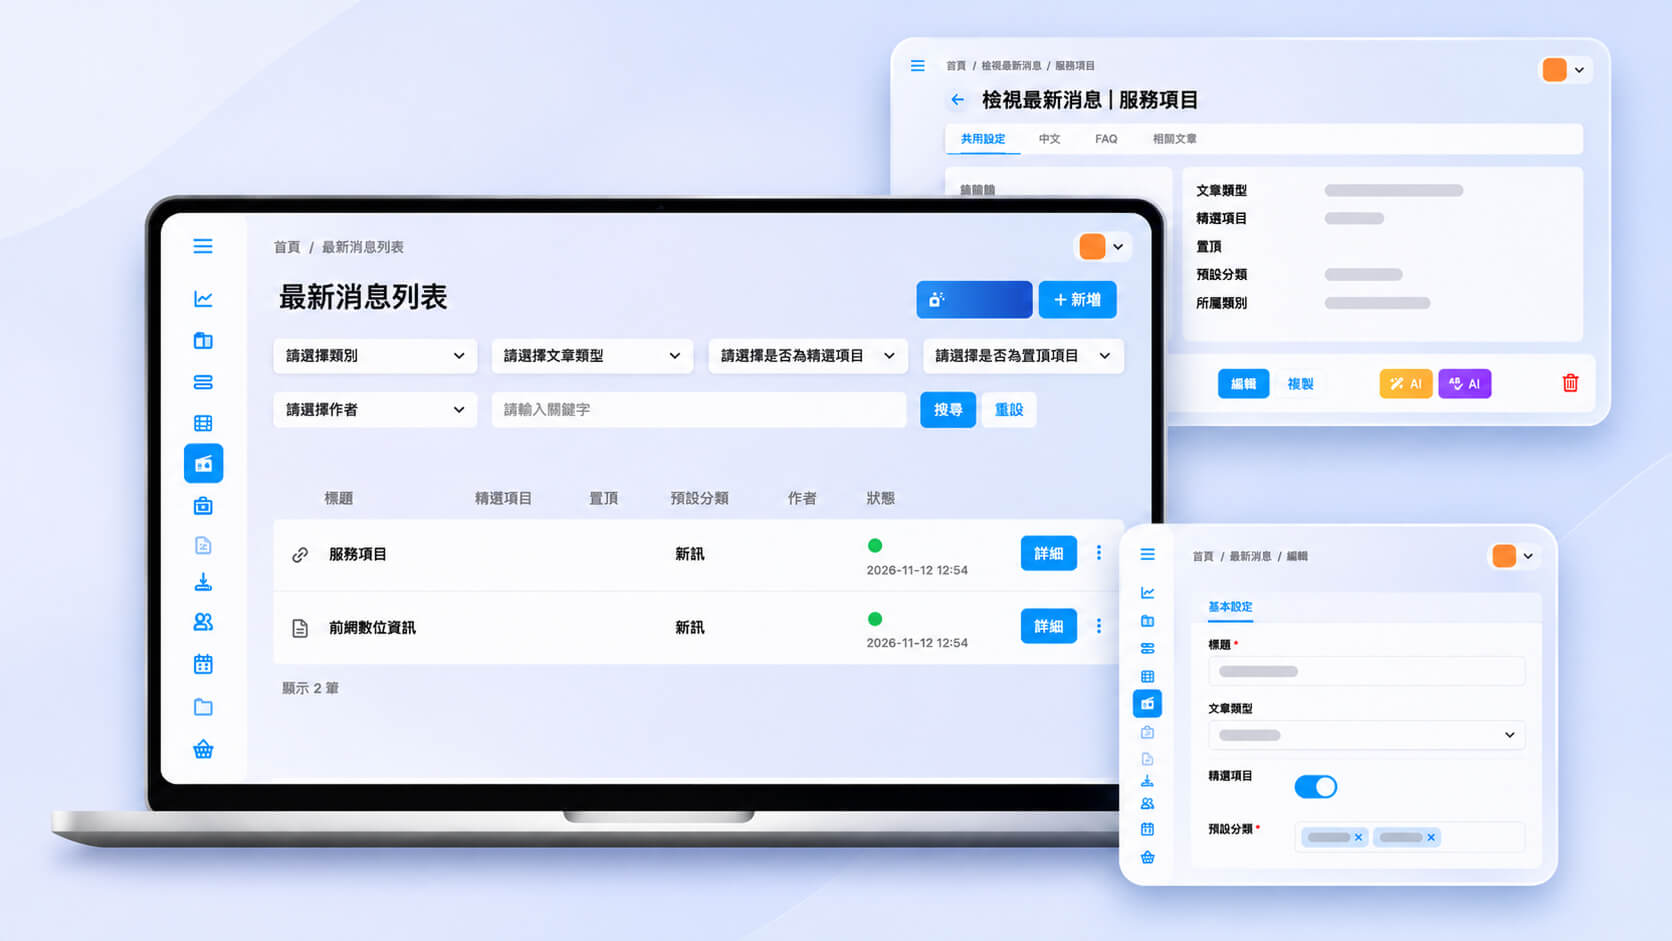 首頁 / 檢視最新消息 / 服務項目
檢視最新消息 | 服務項目
共用設定 中文 FAQ 相關文章
文章類型
精選項目
置頂
預設分類
所屬類別
編輯 複製 AI AI
首頁 / 最新消息列表
最新消息列表
+ 新增
請選擇類別 請選擇文章類型 請選擇是否為精選項目 請選擇是否為置頂項目
請選擇作者 請輸入關鍵字 搜尋 重設
標題 精選項目 置頂 預設分類 作者 狀態
服務項目 新訊 2026-11-12 12:54 詳細
前網數位資訊 新訊 2026-11-12 12:54 詳細
顯示 2 筆
首頁 / 最新消息 / 編輯
基本設定
標題 *
文章類型
精選項目
預設分類 *